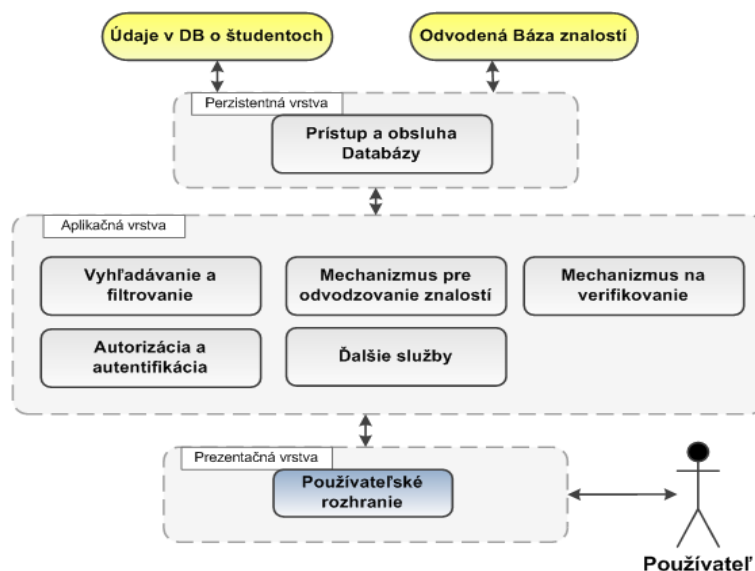 Údaje v DB o študentoch
Odvodená Báza znalostí
Perzistentná vrstva
Prístup a obsluha
Databázy
Aplikačná vrstva
Vyhľadávanie a
filtrovanie
Mechanizmus pre
odvodzovanie znalostí
Mechanizmus na
verifikovanie
Autorizácia a
autentifikácia
Ďalšie služby
Prezentačná vrstva
Používateľské
rozhranie
Používateľ